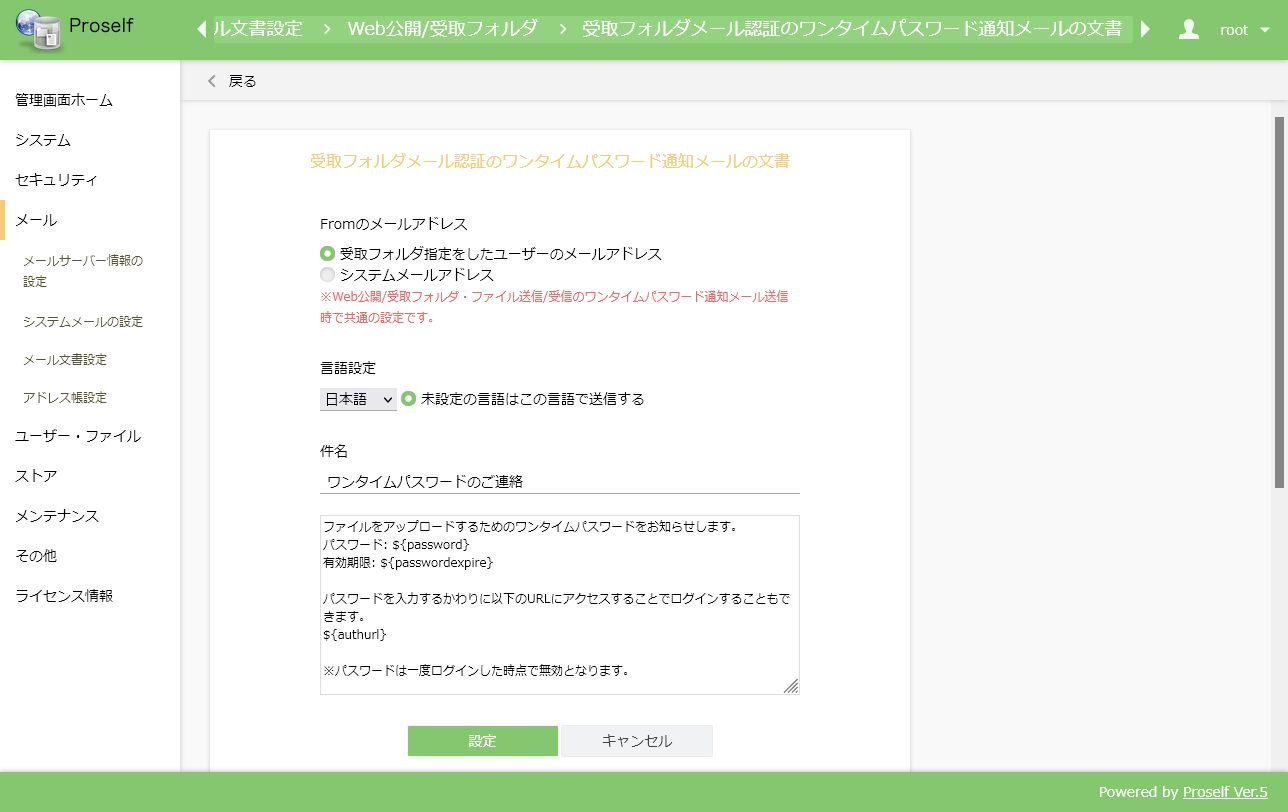 Proself
ル文書設定 › Web公開/受取フォルダ › 受取フォルダメール認証のワンタイムパスワード通知メールの文書
root
戻る
管理画面ホーム
システム
セキュリティ
メール
メールサーバー情報の
設定
システムメールの設定
メール文書設定
アドレス帳設定
ユーザー・ファイル
ストア
メンテナンス
その他
ライセンス情報
受取フォルダメール認証のワンタイムパスワード通知メールの文書
Fromのメールアドレス
受取フォルダ指定をしたユーザーのメールアドレス
システムメールアドレス
※Web公開/受取フォルダ・ファイル送信/受信のワンタイムパスワード通知メール送信
時で共通の設定です。
言語設定
日本語 未設定の言語はこの言語で送信する
件名
ワンタイムパスワードのご連絡
ファイルをアップロードするためのワンタイムパスワードをお知らせします。
パスワード: ${password}
有効期限: ${passwordexpire}
パスワードを入力するかわりに以下のURLにアクセスすることでログインすることもで
きます。
${authurl}
※パスワードは一度ログインした時点で無効となります。
設定 キャンセル
Powered by Proself Ver.5